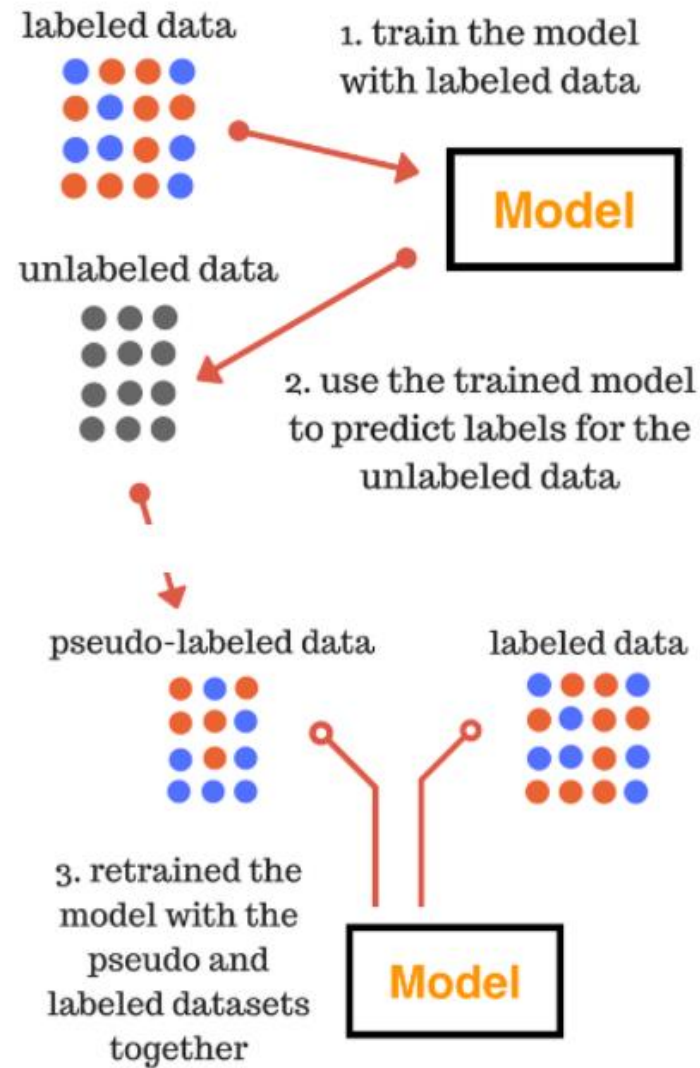 labeled data
1. train the model
with labeled data
Model
unlabeled data
2. use the trained model
to predict labels for the
unlabeled data
pseudo-labeled data
labeled data
3. retrained the
model with the
pseudo and
labeled datasets
together
Model